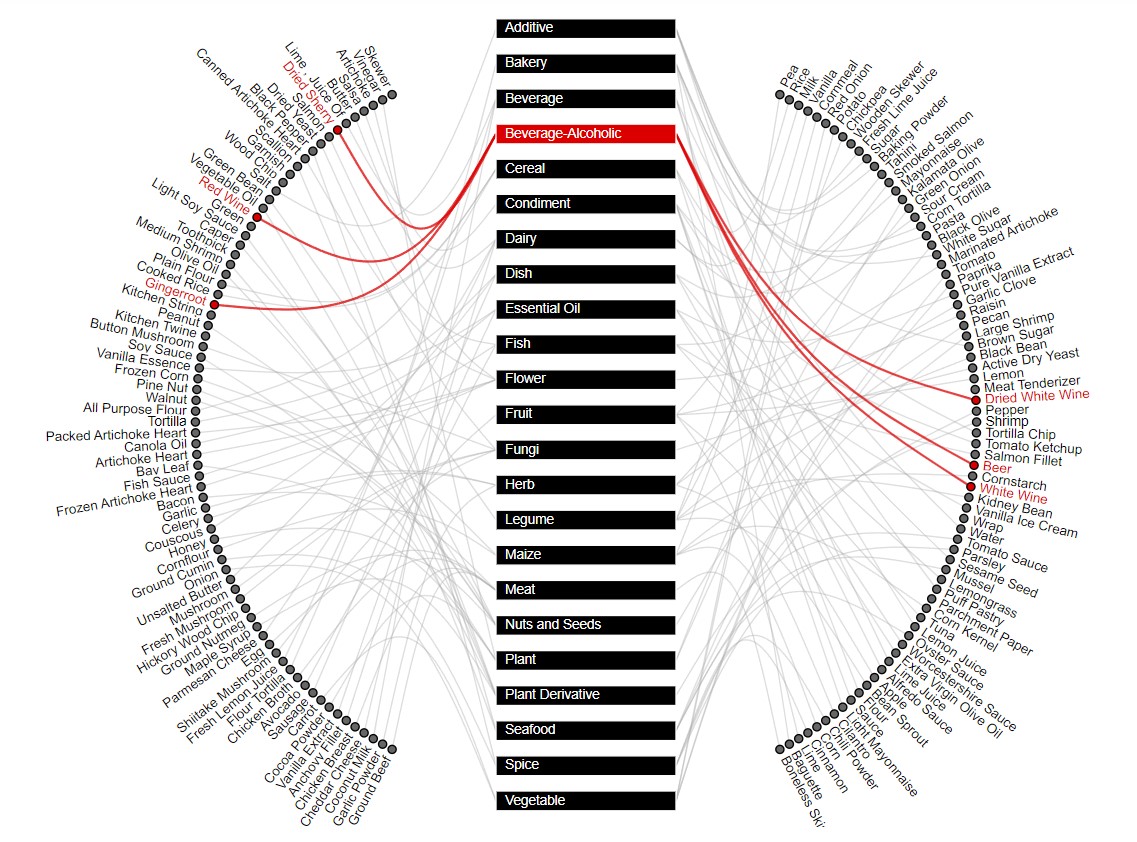 Additive
Bakery
Beverage
Beverage-Alcoholic
Cereal
Condiment
Dairy
Dish
Essential Oil
Fish
Flower
Fruit
Fungi
Herb
Legume
Maize
Meat
Nuts and Seeds
Plant
Plant Derivative
Seafood
Spice
Vegetable
Skewer
Vinegar
Artichoke
Salsa
Butter
Lime , Juice Of
Dried Sherry
Salmon
Dried Yeast
Black Pepper
Canned Artichoke Heart
Scallion
Garnish
Wood Chip
Salt
Green Bean
Vegetable Oil
Red Wine
Green
Light Soy Sauce
Caper
Toothpick
Medium Shrimp
Olive Oil
Plain Flour
Cooked Rice
Gingerroot
Kitchen String
Peanut
Kitchen Twine
Button Mushroom
Soy Sauce
Vanilla Essence
Frozen Corn
Pine Nut
Walnut
All Purpose Flour
Tortilla
Packed Artichoke Heart
Canola Oil
Artichoke Heart
Bay Leaf
Fish Sauce
Frozen Artichoke Heart
Bacon
Garlic
Celery
Couscous
Honey
Cornflour
Ground Cumin
Onion
Unsalted Butter
Mushroom
Fresh Mushroom
Hickory Wood Chip
Ground Nutmeg
Maple Syrup
Parmesan Cheese
Egg
Shiitake Mushroom
Fresh Lemon Juice
Flour Tortilla
Chicken Broth
Avocado
Sausage
Carrot
Cocoa Powder
Vanilla Extract
Anchovy Fillet
Chicken Breast
Cheddar Cheese
Coconut Milk
Garlic Powder
Ground Beef
Pea
Rice
Milk
Vanilla
Cornmeal
Red Onion
Potato
Chickpea
Wooden Skewer
Fresh Lime Juice
Sugar
Baking Powder
Tahini
Smoked Salmon
Mayonnaise
Kalamata Olive
Green Onion
Sour Cream
Corn Tortilla
Pasta
Black Olive
White Sugar
Marinated Artichoke
Tomato
Paprika
Pure Vanilla Extract
Garlic Clove
Raisin
Pecan
Large Shrimp
Brown Sugar
Black Bean
Active Dry Yeast
Lemon
Meat Tenderizer
Dried White Wine
Pepper
Shrimp
Tortilla Chip
Tomato Ketchup
Salmon Fillet
Beer
Cornstarch
White Wine
Kidney Bean
Vanilla Ice Cream
Wrap
Water
Tomato Sauce
Parsley
Sesame Seed
Mussel
Lemongrass
Puff Pastry
Parchment Paper
Corn Kernel
Tuna
Lemon Juice
Oyster Sauce
Worcestershire Sauce
Extra Virgin Olive Oil
Lime Juice
Alfredo Sauce
Apple
Bean Sprout
Flour
Sauce
Light Mayonnaise
Cilantro
Chili Powder
Corn
Cinnamon
Lime
Baguette
Boneless Ski